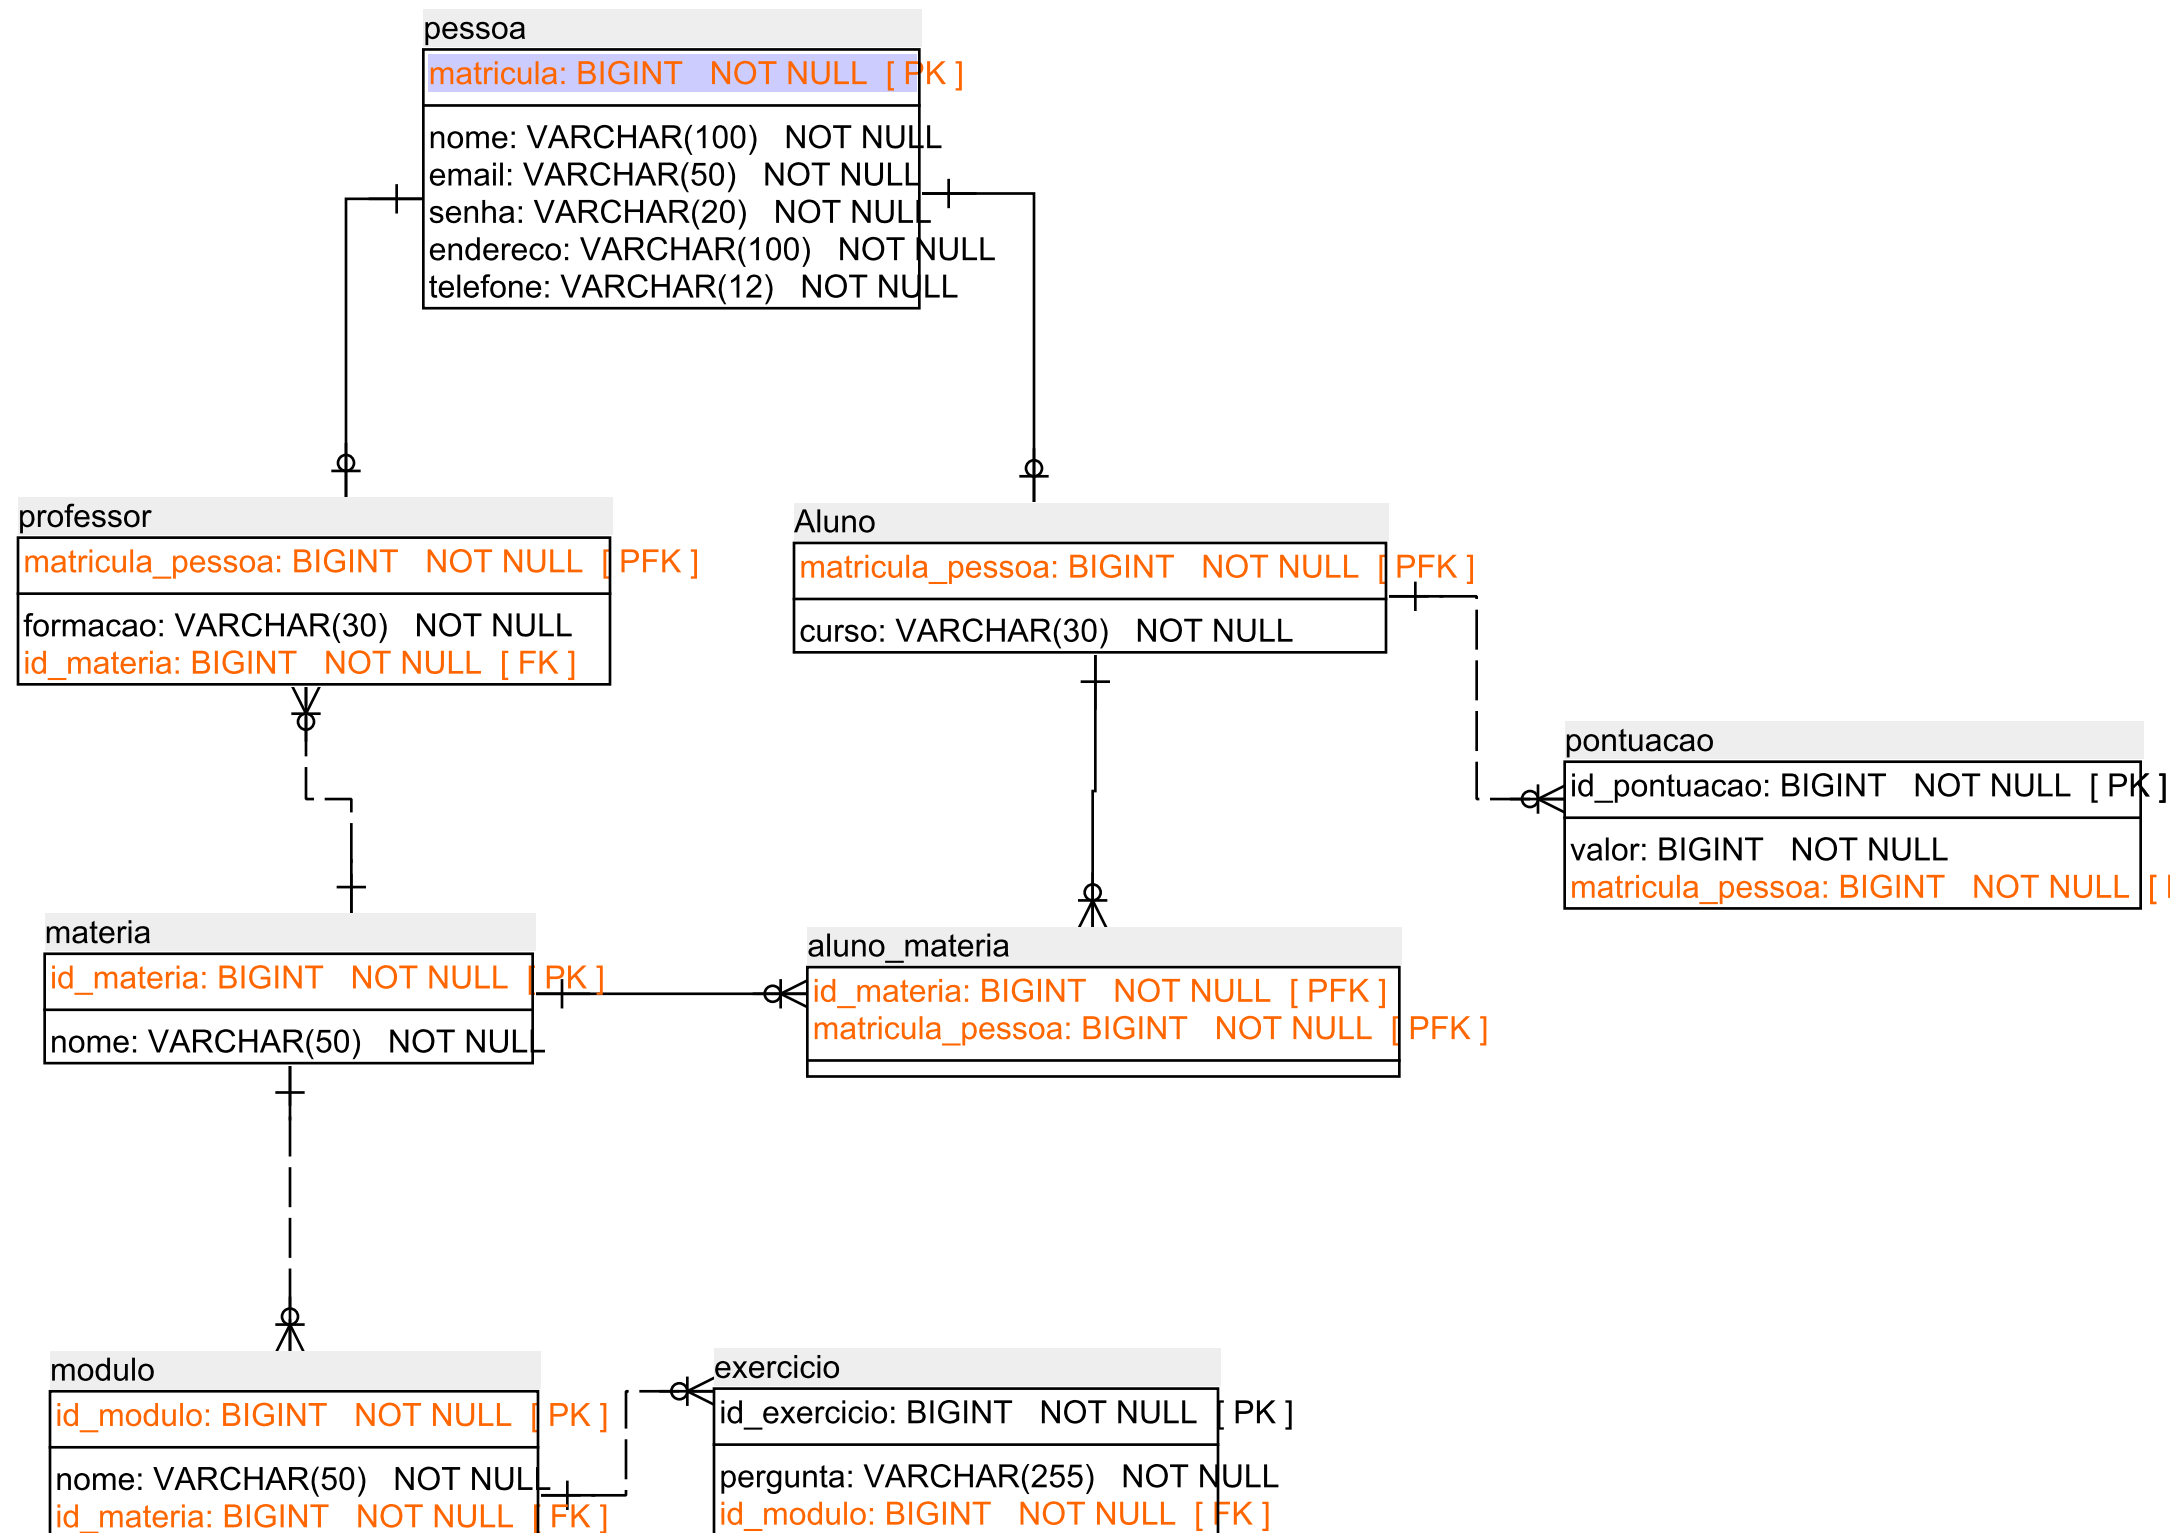 pessoa
matricula: BIGINT NOT NULL [ PK ]
nome: VARCHAR(100) NOT NULL
email: VARCHAR(50) NOT NULL
senha: VARCHAR(20) NOT NULL
endereco: VARCHAR(100) NOT NULL
telefone: VARCHAR(12) NOT NULL
professor
matricula_pessoa: BIGINT NOT NULL [ PFK ]
formacao: VARCHAR(30) NOT NULL
id_materia: BIGINT NOT NULL [ FK ]
Aluno
matricula_pessoa: BIGINT NOT NULL [ PFK ]
curso: VARCHAR(30) NOT NULL
pontuacao
id_pontuacao: BIGINT NOT NULL [ PK ]
valor: BIGINT NOT NULL
matricula_pessoa: BIGINT NOT NULL [
materia
id_materia: BIGINT NOT NULL [ PK ]
nome: VARCHAR(50) NOT NULL
aluno_materia
id_materia: BIGINT NOT NULL [ PFK ]
matricula_pessoa: BIGINT NOT NULL [ PFK ]
modulo
id_modulo: BIGINT NOT NULL [ PK ]
nome: VARCHAR(50) NOT NULL
id_materia: BIGINT NOT NULL [ FK ]
exercicio
id_exercicio: BIGINT NOT NULL [ PK ]
pergunta: VARCHAR(255) NOT NULL
id_modulo: BIGINT NOT NULL [ FK ]